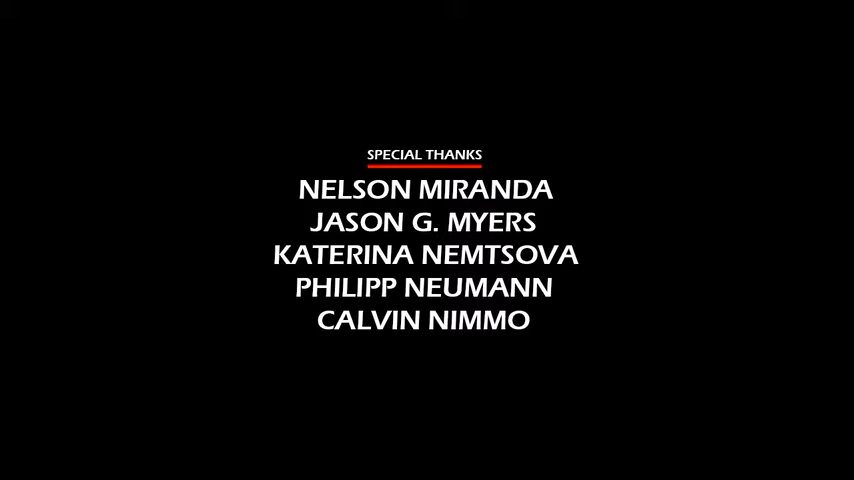 SPECIAL THANKS
NELSON MIRANDA
JASON G. MYERS
KATERINA NEMTSOVA
PHILIPP NEUMANN
CALVIN NIMMO